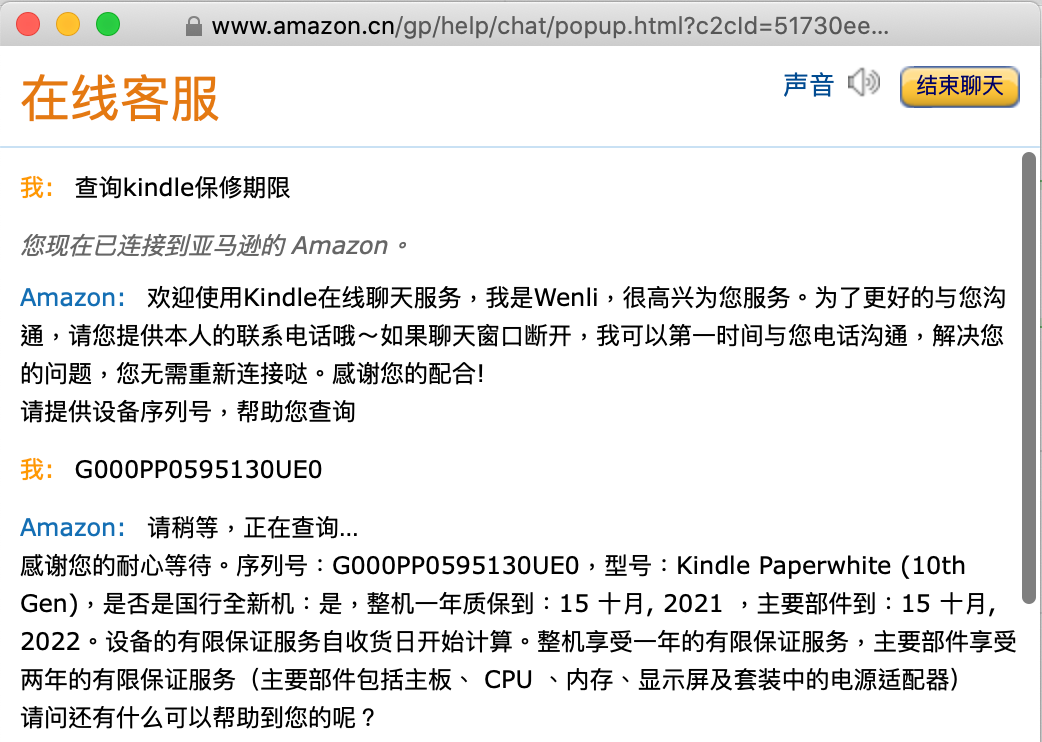 www.amazon.cn/gp/help/chat/popup.html?c2cId=51730ee...
在线客服
声音
结束聊天
我: 查询kindle保修期限
您现在已连接到亚马逊的 Amazon。
Amazon: 欢迎使用Kindle在线聊天服务，我是Wenli，很高兴为您服务。为了更好的与您沟
通，请您提供本人的联系电话哦～如果聊天窗口断开，我可以第一时间与您电话沟通，解决您
的问题，您无需重新连接哒。感谢您的配合!
请提供设备序列号，帮助您查询
我: G000PP0595130UE0
Amazon: 请稍等，正在查询...
感谢您的耐心等待。序列号：G000PP0595130UE0，型号：Kindle Paperwhite (10th
Gen)，是否是国行全新机：是，整机一年质保到：15 十月, 2021 ，主要部件到：15 十月,
2022。设备的有限保证服务自收货日开始计算。整机享受一年的有限保证服务，主要部件享受
两年的有限保证服务（主要部件包括主板、 CPU 、内存、显示屏及套装中的电源适配器）
请问还有什么可以帮助到您的呢？